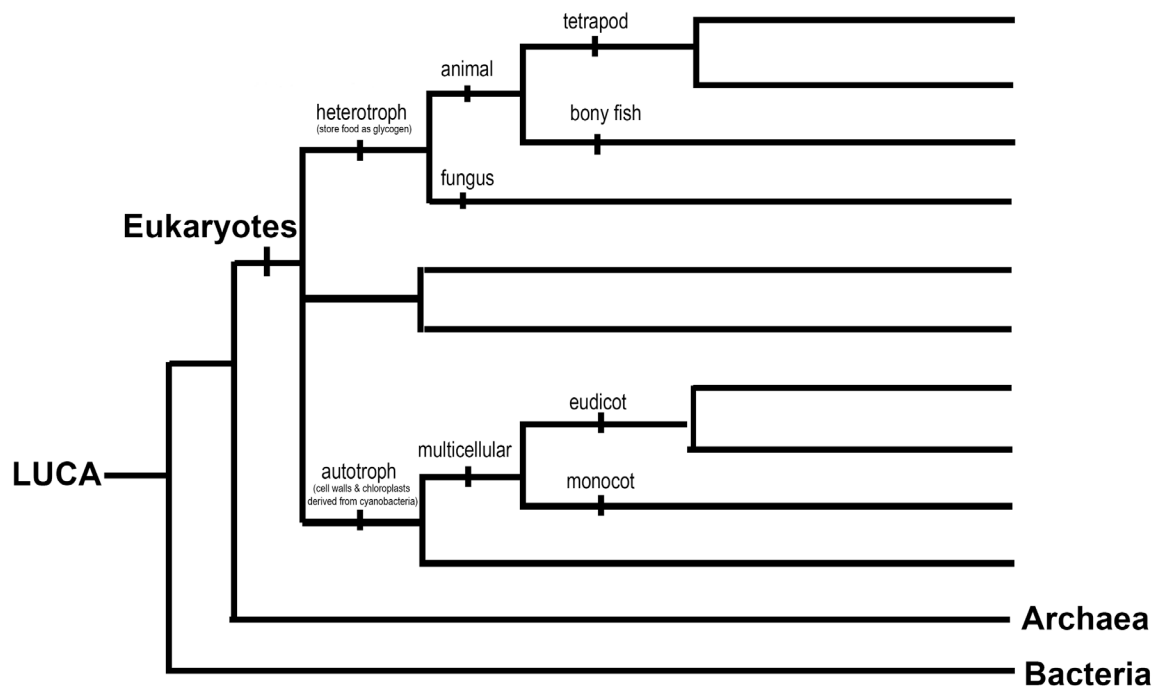 tetrapod
animal
heterotroph
(store food as glycogen)
bony fish
fungus
Eukaryotes
eudicot
multicellular
autotroph
(cell walls & chloroplasts
derived from cyanobacteria)
monocot
LUCA
Archaea
Bacteria